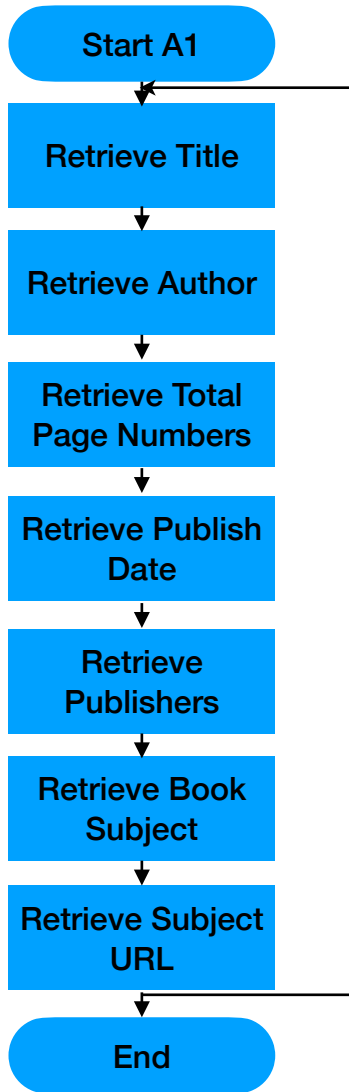 Start A1
Retrieve Title
Retrieve Author
Retrieve Total
Page Numbers
Retrieve Publish
Date
Retrieve
Publishers
Retrieve Book
Subject
Retrieve Subject
URL
End